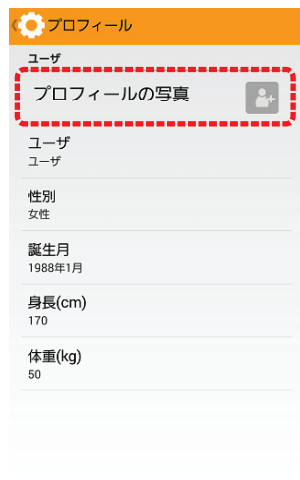 プロフィール
ユーザ
プロフィールの写真
ユーザ
ユーザ
性別
女性
誕生月
1988年1月
身長(cm)
170
体重(kg)
50